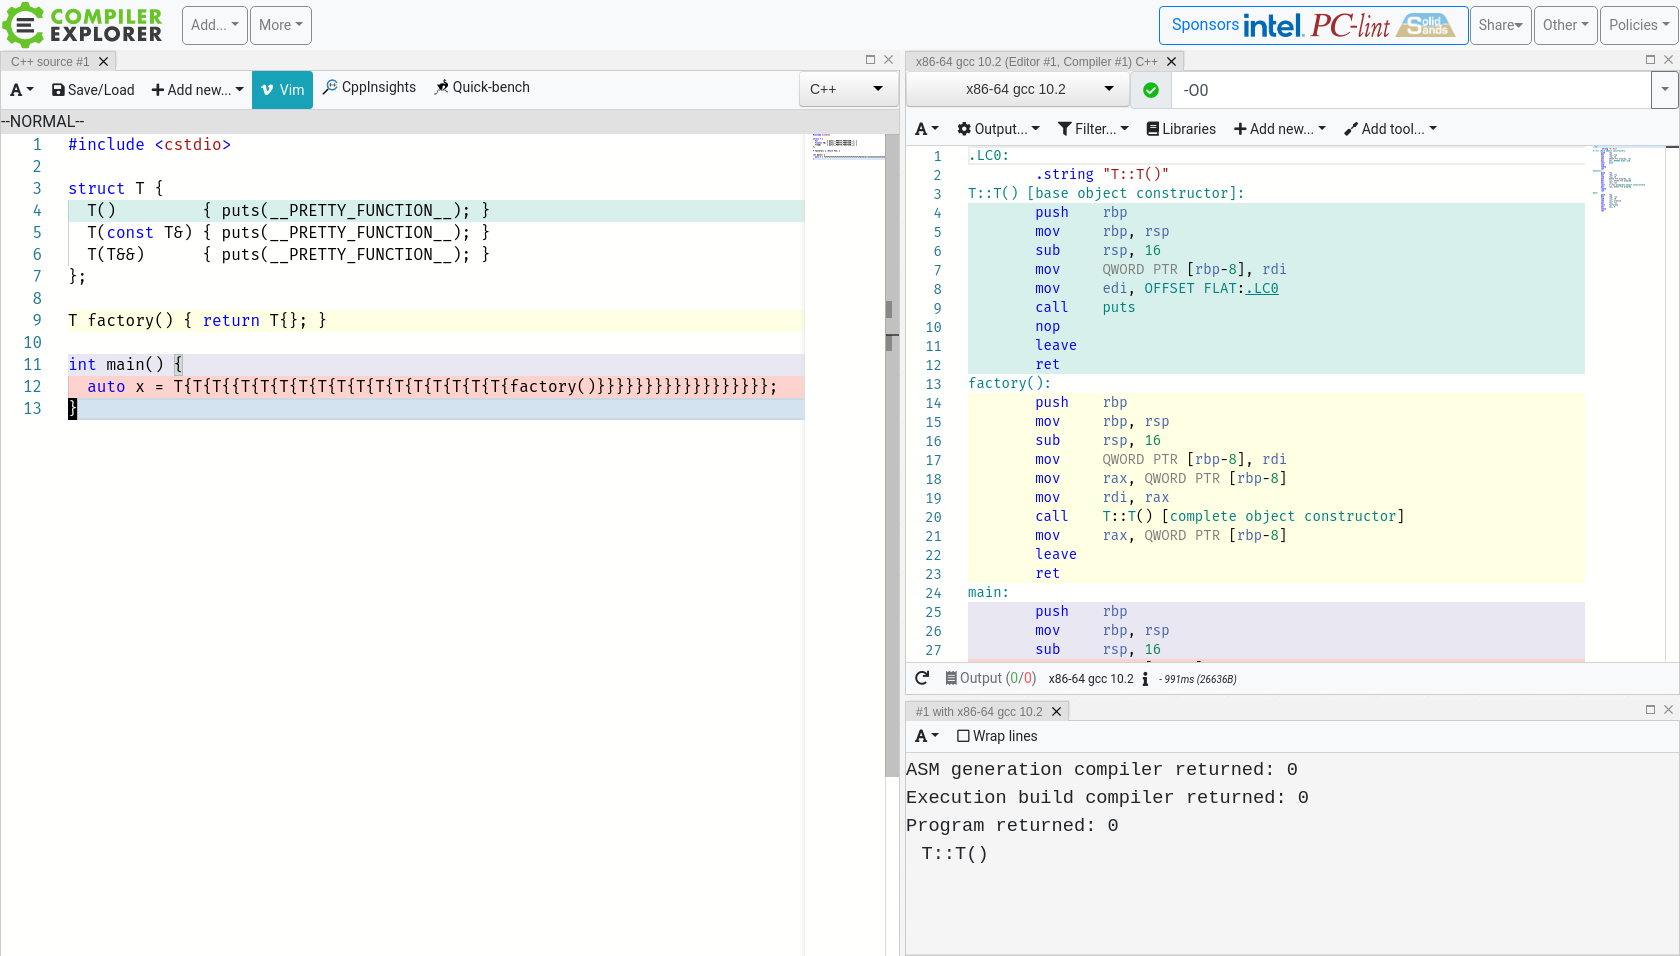 COMPILER
EXPLORER
Add...
More
Sponsors intel. PC-lint Solid Sands
Share
Other
Policies
C++ source #1
A
Save/Load
Add new...
Vim
CppInsights
Quick-bench
C++
--NORMAL--
1 #include <cstdio>
2
3 struct T {
4   T()         { puts(__PRETTY_FUNCTION__); }
5   T(const T&) { puts(__PRETTY_FUNCTION__); }
6   T(T&&)      { puts(__PRETTY_FUNCTION__); }
7 };
8
9 T factory() { return T{}; }
10
11 int main() {
12   auto x = T{T{T{{T{T{T{T{T{T{T{T{T{T{T{T{T{T{factory()}}}}}}}}}}}}}}}}}};
13 }
x86-64 gcc 10.2 (Editor #1, Compiler #1) C++
x86-64 gcc 10.2
-O0
A
Output...
Filter...
Libraries
Add new...
Add tool...
1 .LC0:
2         .string "T::T()"
3 T::T() [base object constructor]:
4         push    rbp
5         mov     rbp, rsp
6         sub     rsp, 16
7         mov     QWORD PTR [rbp-8], rdi
8         mov     edi, OFFSET FLAT:.LC0
9         call    puts
10         nop
11         leave
12         ret
13 factory():
14         push    rbp
15         mov     rbp, rsp
16         sub     rsp, 16
17         mov     QWORD PTR [rbp-8], rdi
18         mov     rax, QWORD PTR [rbp-8]
19         mov     rdi, rax
20         call    T::T() [complete object constructor]
21         mov     rax, QWORD PTR [rbp-8]
22         leave
23         ret
24 main:
25         push    rbp
26         mov     rbp, rsp
27         sub     rsp, 16
Output (0/0)
x86-64 gcc 10.2
- 991ms (26636B)
#1 with x86-64 gcc 10.2
A
Wrap lines
ASM generation compiler returned: 0
Execution build compiler returned: 0
Program returned: 0
T::T()